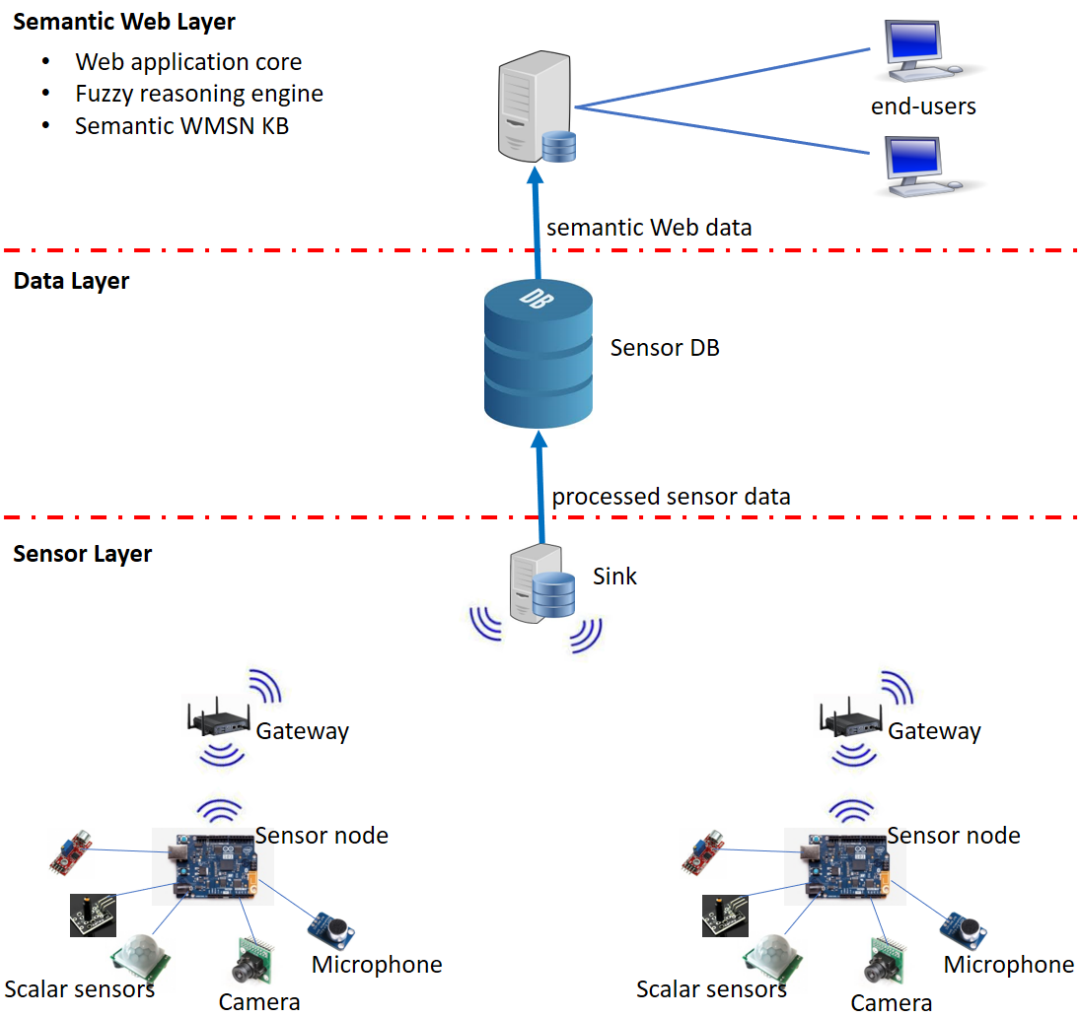 Semantic Web Layer
• Web application core
• Fuzzy reasoning engine
• Semantic WMSN KB
end-users
semantic Web data
Data Layer
DB
Sensor DB
processed sensor data
Sensor Layer
Sink
Gateway
Gateway
Sensor node
Sensor node
Microphone
Microphone
Scalar sensors
Camera
Scalar sensors
Camera